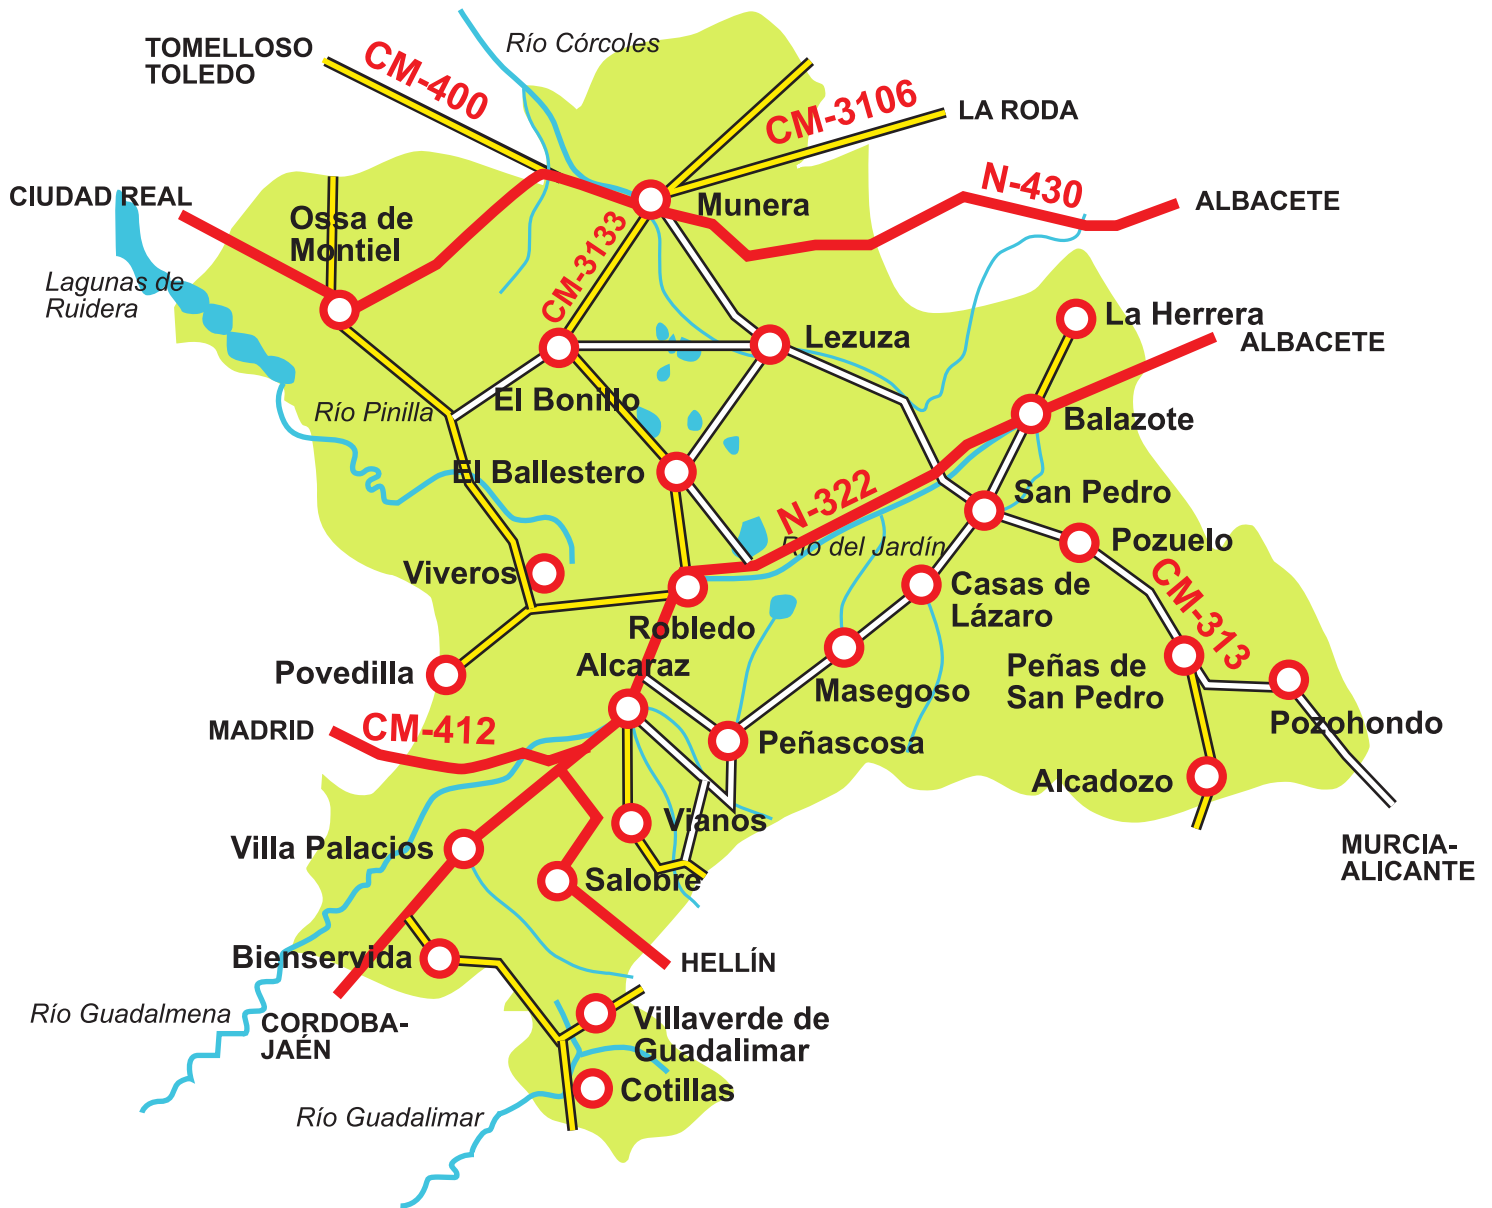 Río Córcoles
TOMELLOSO
TOLEDO
CM-400
CM-3106
LA RODA
CIUDAD REAL
N-430
ALBACETE
Ossa de
Montiel
Munera
CM-3133
Lagunas de
Ruidera
La Herrera
Lezuza
ALBACETE
El Bonillo
Río Pinilla
Balazote
El Ballestero
N-322
San Pedro
Río del Jardín
Pozuelo
Viveros
Casas de
Lázaro
CM-313
Robledo
Alcaraz
Povedilla
Masegoso
Peñas de
San Pedro
MADRID
CM-412
Peñascosa
Pozohondo
Alcadozo
Vianos
Villa Palacios
MURCIA-
ALICANTE
Salobre
Bienservida
HELLÍN
Río Guadalmena
CORDOBA-
JAÉN
Villaverde de
Guadalimar
Cotillas
Río Guadalimar